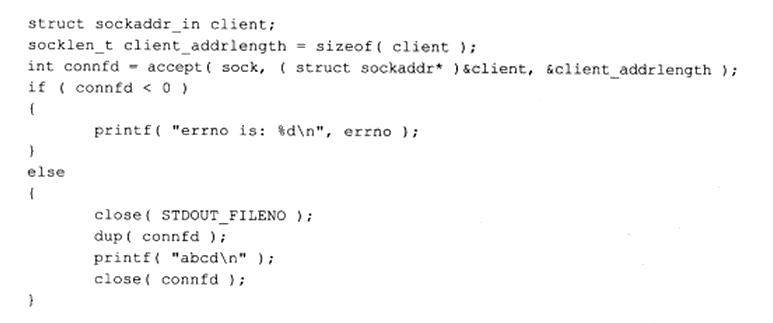 struct sockaddr_in client;
socklen_t client_addrlength = sizeof( client );
int connfd = accept( sock, ( struct sockaddr* )&client, &client_addrlength );
if ( connfd < 0 )
{
        printf( "errno is: %d\n", errno );
}
else
{
        close( STDOUT_FILENO );
        dup( connfd );
        printf( "abcd\n" );
        close( connfd );
}